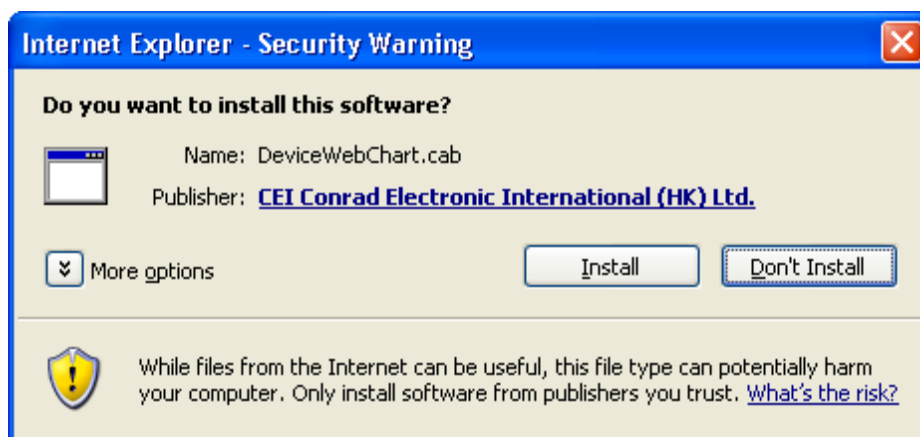 Internet Explorer - Security Warning
Do you want to install this software?
Name: DeviceWebChart.cab
Publisher: CEI Conrad Electronic International (HK) Ltd.
More options
Install
Don't Install
While files from the Internet can be useful, this file type can potentially harm
your computer. Only install software from publishers you trust. What's the risk?